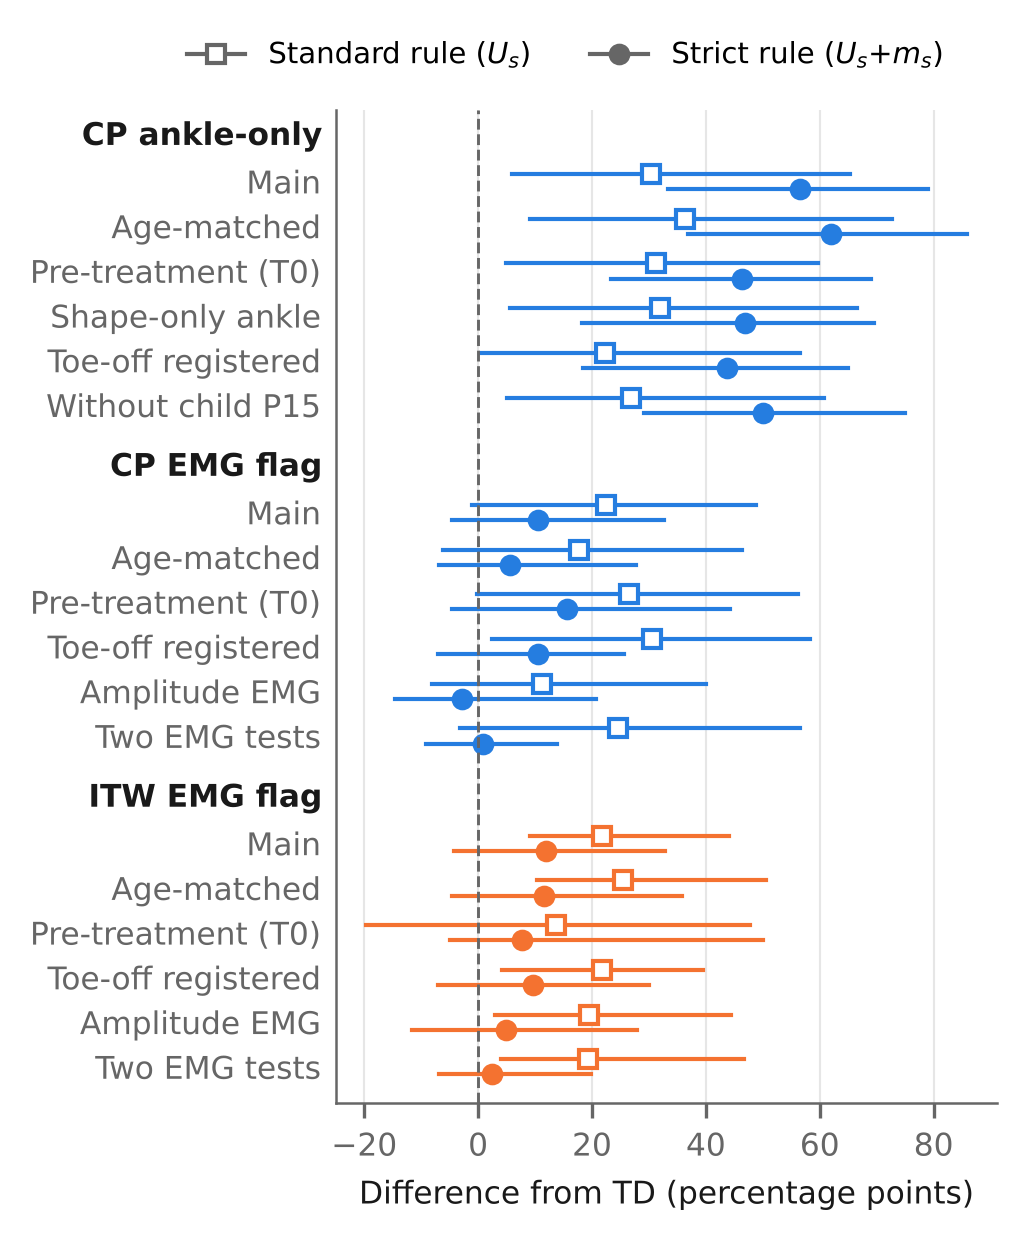 Standard rule (Us)
Strict rule (Us+ms)
CP ankle-only
Main
Age-matched
Pre-treatment (T0)
Shape-only ankle
Toe-off registered
Without child P15
CP EMG flag
Main
Age-matched
Pre-treatment (T0)
Toe-off registered
Amplitude EMG
Two EMG tests
ITW EMG flag
Main
Age-matched
Pre-treatment (T0)
Toe-off registered
Amplitude EMG
Two EMG tests
−20 0 20 40 60 80
Difference from TD (percentage points)